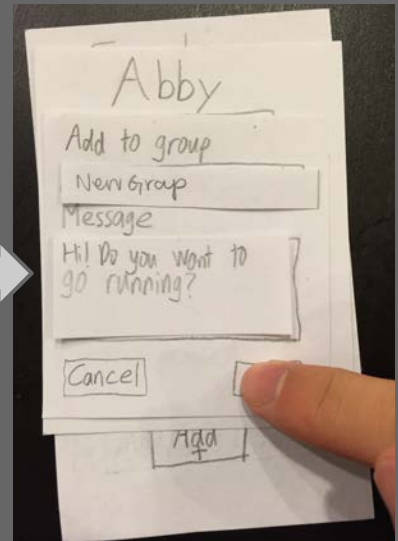 Abby
Add to group
New Group
Message
Hi! Do you want to
go running?
Cancel
Add
+